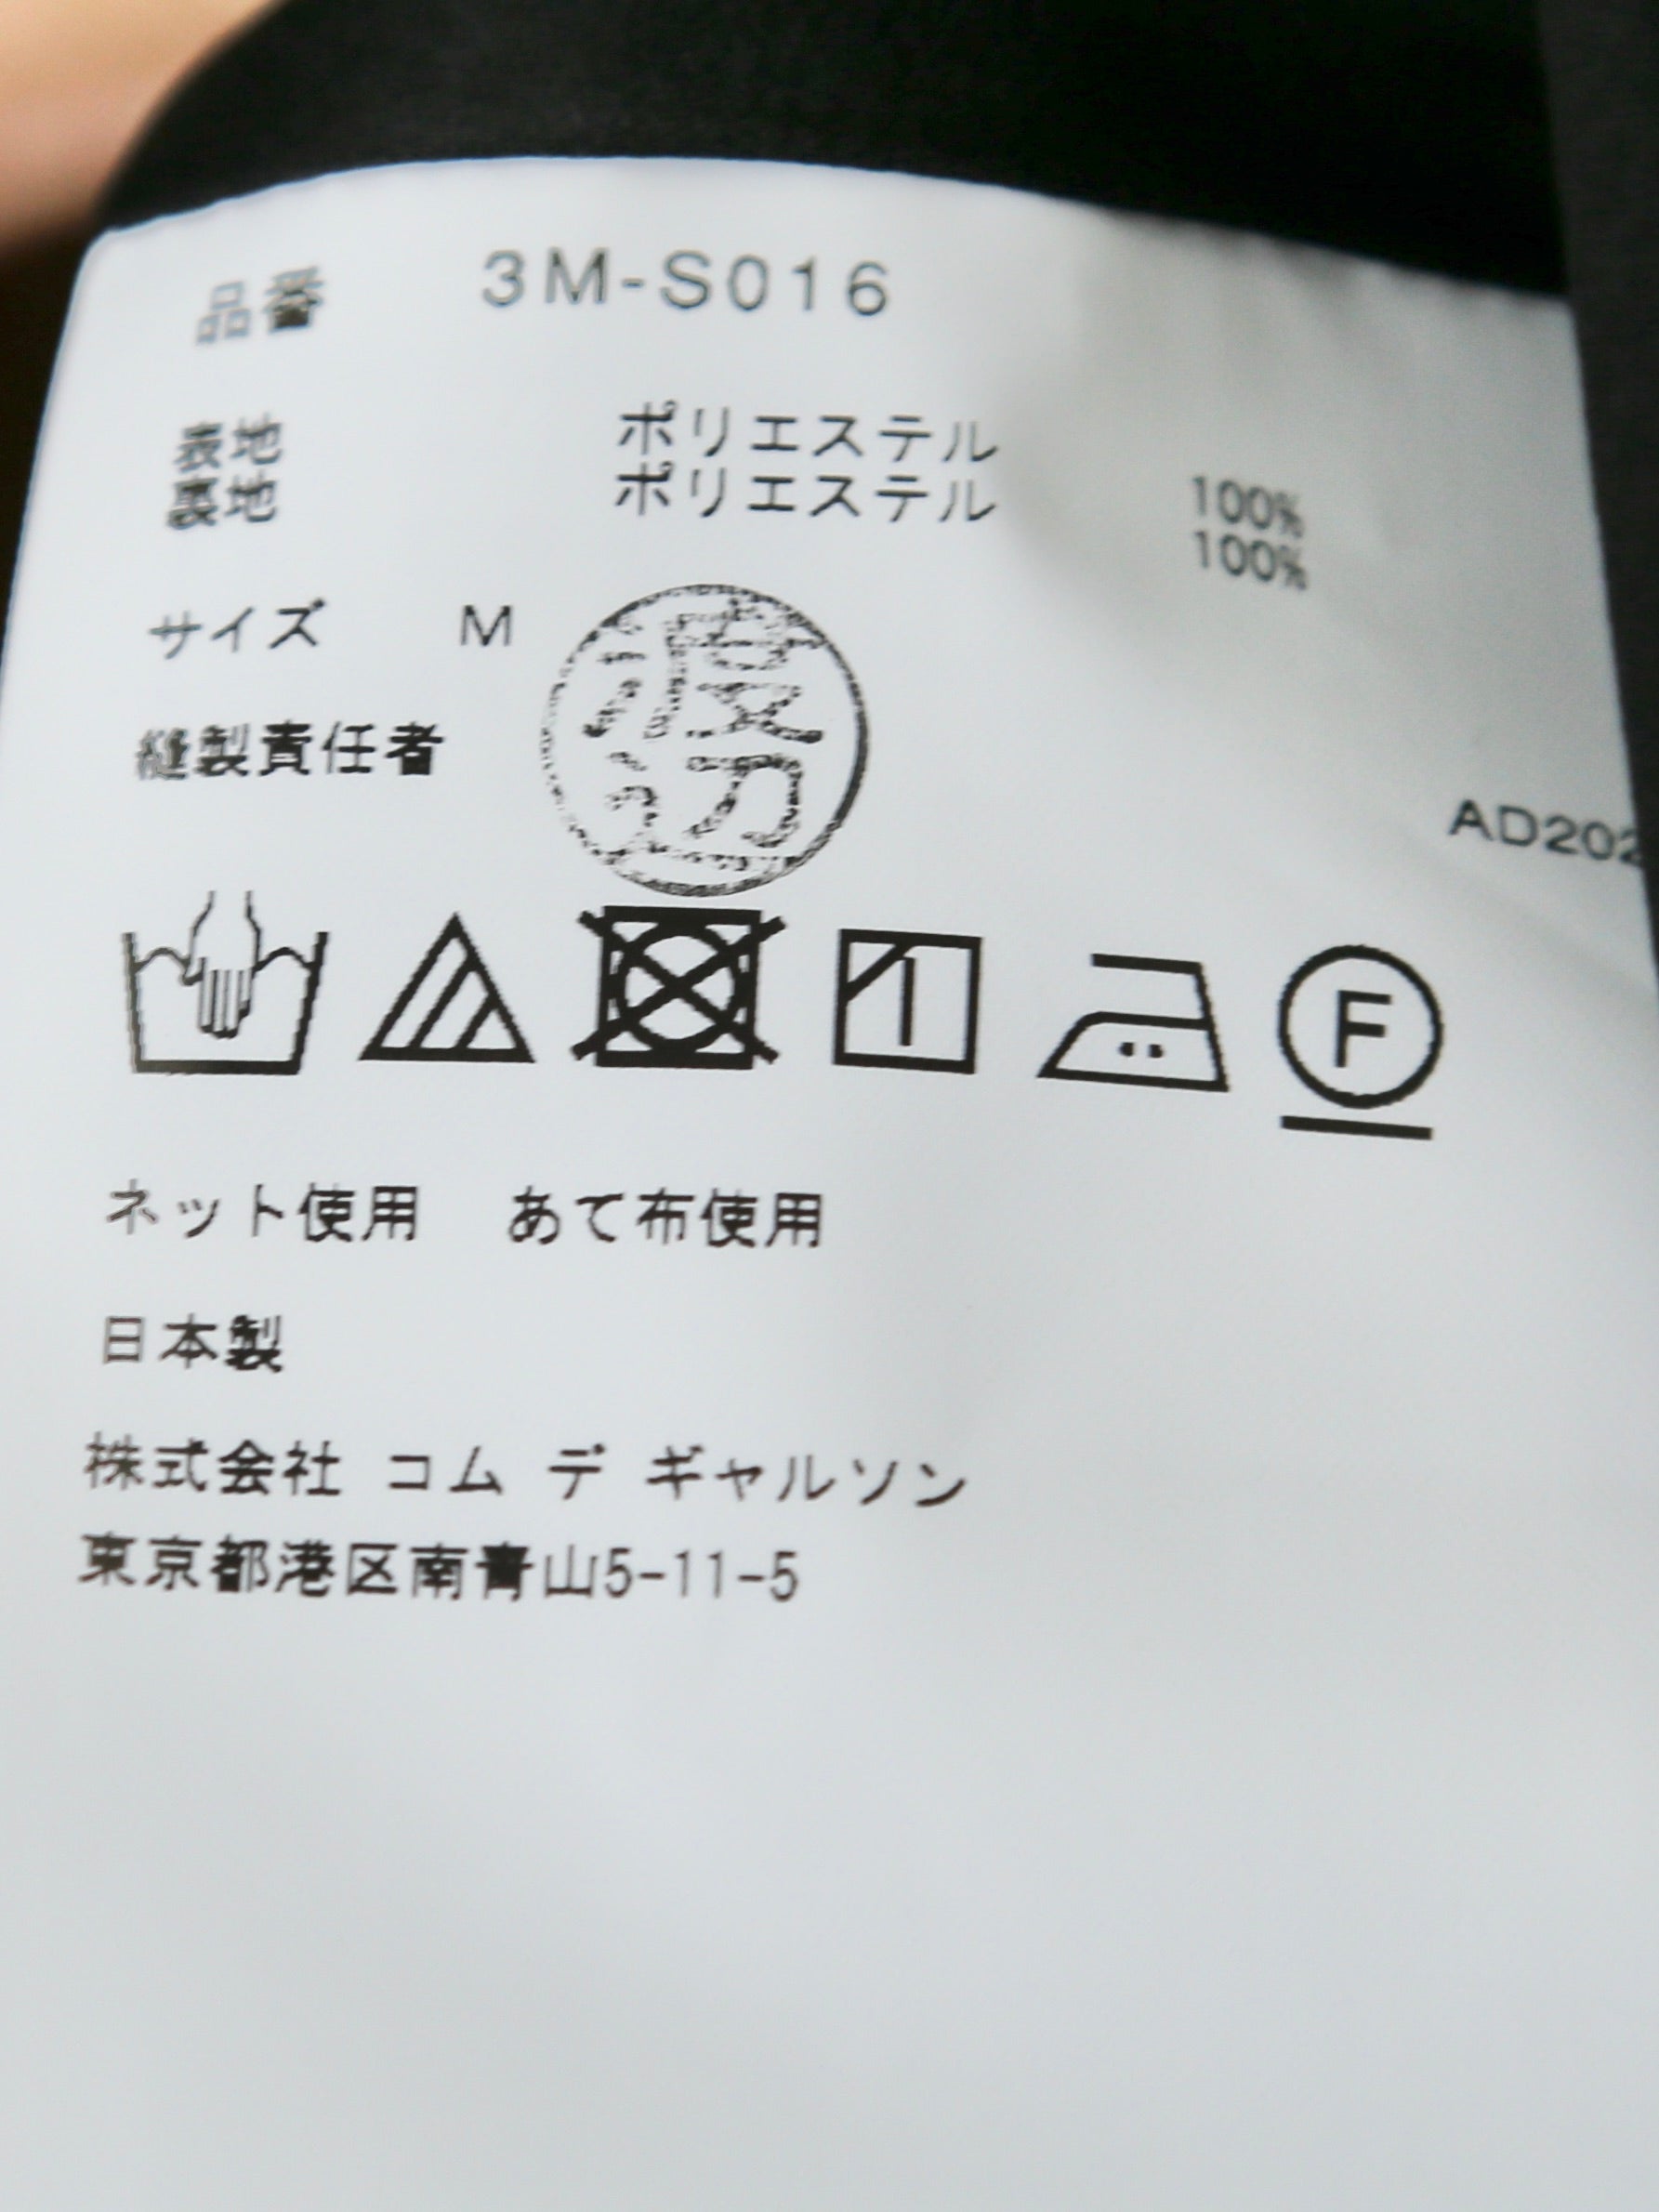 品番 3M-S016
表地 ポリエステル 100%
裏地 ポリエステル 100%
サイズ M
縫製責任者 渡辺
AD202
F
ネット使用 あて布使用
日本製
株式会社 コム デ ギャルソン
東京都港区南青山5-11-5